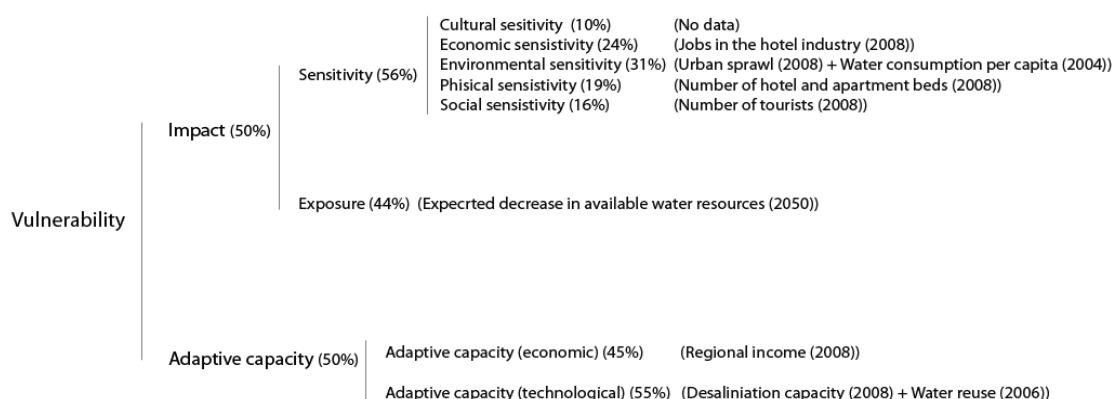 Cultural sesitivity (10%) (No data)
Economic sensistivity (24%) (Jobs in the hotel industry (2008))
Sensitivity (56%) Environmental sensitivity (31%) (Urban sprawl (2008) + Water consumption per capita (2004))
Phisical sensistivity (19%) (Number of hotel and apartment beds (2008))
Social sensistivity (16%) (Number of tourists (2008))
Impact (50%)
Exposure (44%) (Expecrted decrease in available water resources (2050))
Vulnerability
Adaptive capacity (50%) Adaptive capacity (economic) (45%) (Regional income (2008))
Adaptive capacity (technological) (55%) (Desaliniation capacity (2008) + Water reuse (2006))